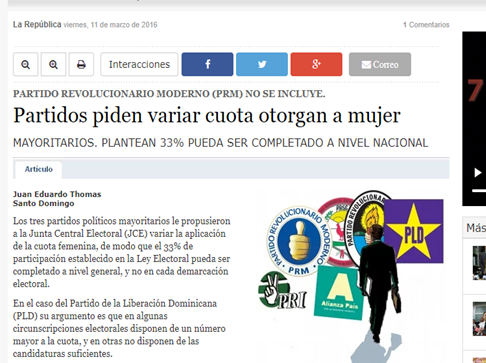 La República viernes, 11 de marzo de 2016
1 Comentarios
Interacciones
Correo
PARTIDO REVOLUCIONARIO MODERNO (PRM) NO SE INCLUYE.
Partidos piden variar cuota otorgan a mujer
MAYORITARIOS. PLANTEAN 33% PUEDA SER COMPLETADO A NIVEL NACIONAL
Artículo
Juan Eduardo Thomas
Santo Domingo
Los tres partidos políticos mayoritarios le propusieron
a la Junta Central Electoral (JCE) variar la aplicación
de la cuota femenina, de modo que el 33% de
participación establecido en la Ley Electoral pueda ser
completado a nivel general, y no en cada demarcación
electoral.
En el caso del Partido de la Liberación Dominicana
(PLD) su argumento es que en algunas
circunscripciones electorales disponen de un número
mayor a la cuota, y en otras no disponen de las
candidaturas suficientes.
PARTIDO REVOLUCIONARIO MODERNO
PRM
PARTIDO REVOLUCIONARIO
PLD
PRI
Alianza País
7
Más